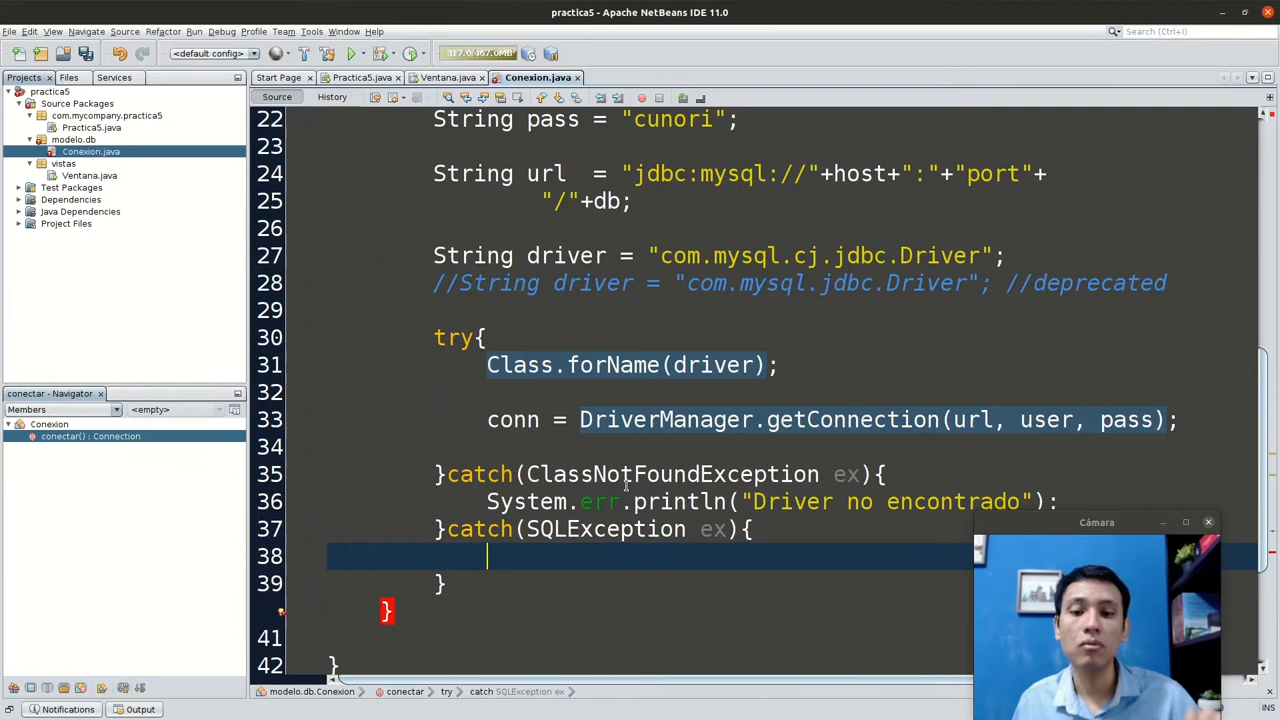 practica5 - Apache NetBeans IDE 11.0
File Edit View Navigate Source Refactor Run Debug Profile Team Tools Window Help
Search (Ctrl+I)
<default config>
317.0/467.0MB
Projects Files Services
Start Page Practica5.java Ventana.java Conexion.java
Source History
practica5
Source Packages
com.mycompany.practica5
Practica5.java
modelo.db
Conexion.java
vistas
Ventana.java
Test Packages
Dependencies
Java Dependencies
Project Files
conectar - Navigator
Members <empty>
Conexion
conectar() : Connection
22 String pass = "cunori";
23
24 String url = "jdbc:mysql://"+host+":"+"port"+
25 "/"+db;
26
27 String driver = "com.mysql.cj.jdbc.Driver";
28 //String driver = "com.mysql.jdbc.Driver"; //deprecated
29
30 try{
31 Class.forName(driver);
32
33 conn = DriverManager.getConnection(url, user, pass);
34
35 }catch(ClassNotFoundException ex){
36 System.err.println("Driver no encontrado");
37 }catch(SQLException ex){
38
39 }
}
41
42 }
Cámara
modelo.db.Conexion conectar try catch SQLException ex
INS
Notifications Output